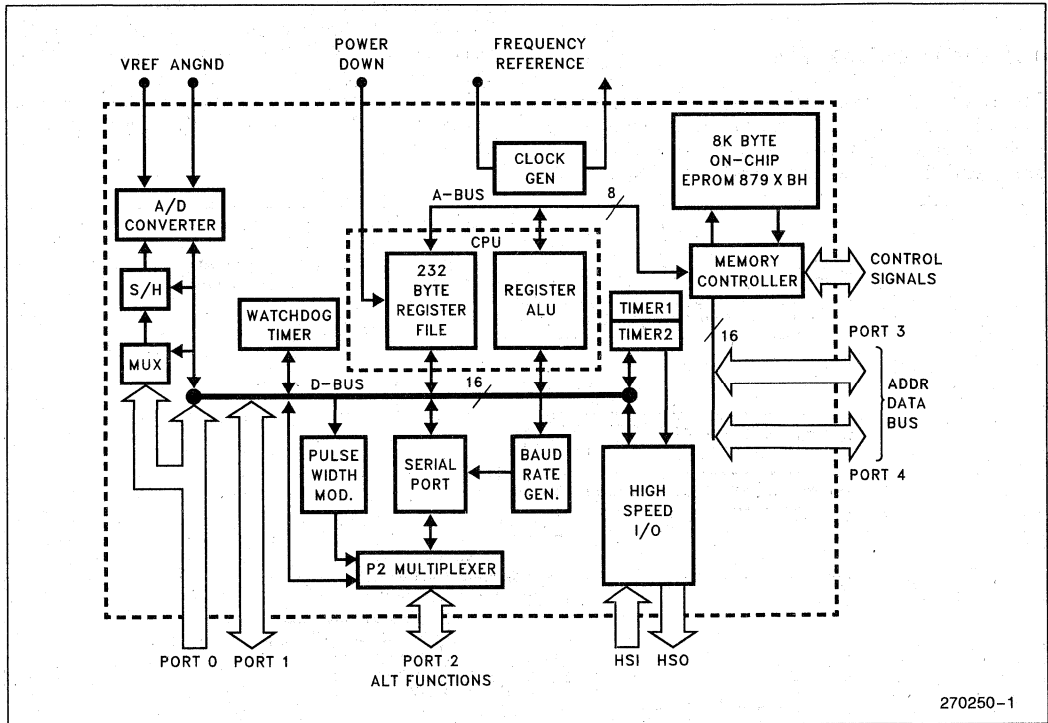 VREF ANGND
POWER
DOWN
FREQUENCY
REFERENCE
CLOCK
GEN
8K BYTE
ON-CHIP
EPROM 879 X BH
A/D
CONVERTER
A-BUS
8
CPU
S/H
232
BYTE
REGISTER
FILE
REGISTER
ALU
MEMORY
CONTROLLER
CONTROL
SIGNALS
WATCHDOG
TIMER
TIMER1
TIMER2
MUX
16
PORT 3
D-BUS
16
ADDR
DATA
BUS
PORT 4
PULSE
WIDTH
MOD.
SERIAL
PORT
BAUD
RATE
GEN.
HIGH
SPEED
I/O
P2 MULTIPLEXER
PORT 0
PORT 1
PORT 2
ALT FUNCTIONS
HSI
HSO
270250-1